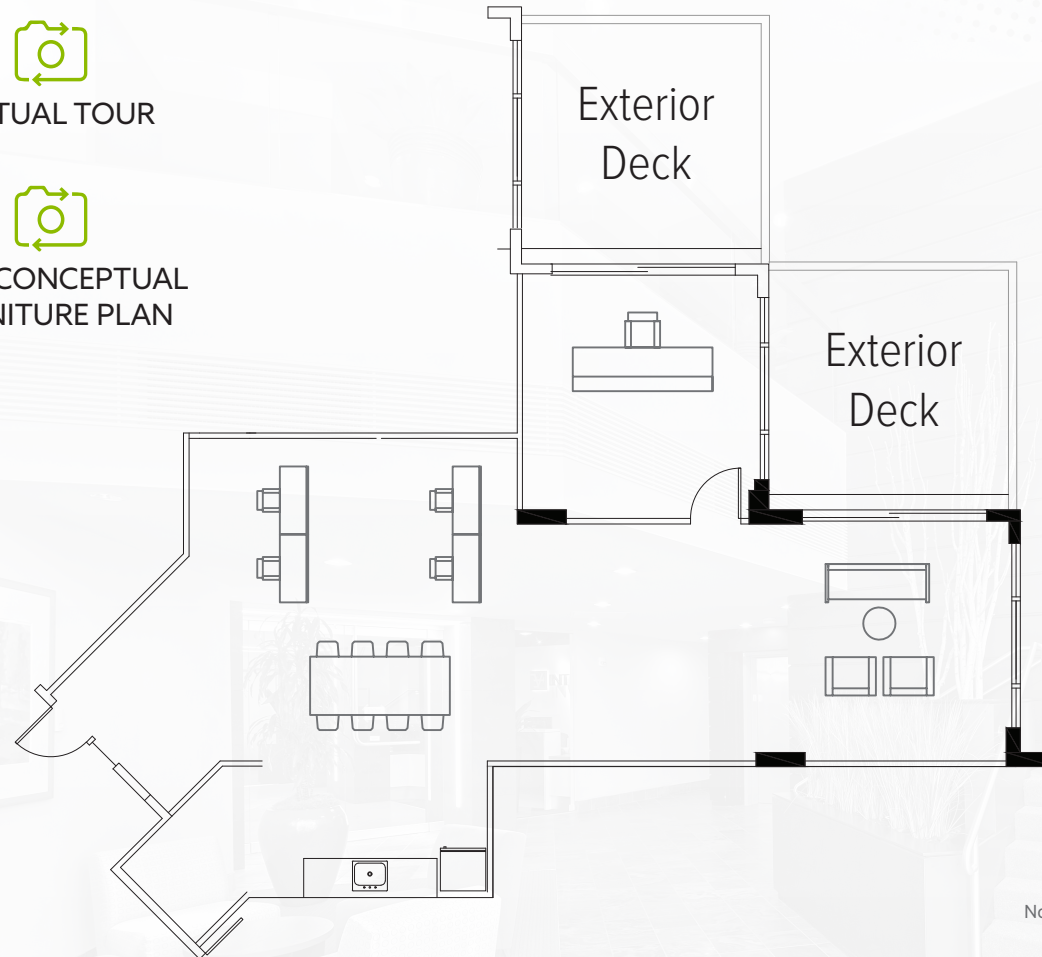 TUAL TOUR
CONCEPTUAL
NITURE PLAN
Exterior
Deck
Exterior
Deck
No